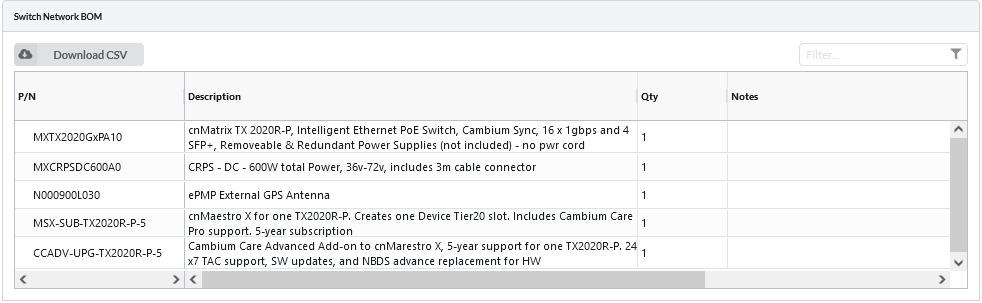 Switch Network BOM
Download CSV
Filter...
P/N Description Qty Notes
MXTX2020GxPA10 cnMatrix TX 2020R-P, Intelligent Ethernet PoE Switch, Cambium Sync, 16 x 1gbps and 4 1
SFP+, Removeable & Redundant Power Supplies (not included) - no pwr cord
MXCRPSDC600A0 CRPS - DC - 600W total Power, 36v-72v, includes 3m cable connector 1
N000900L030 ePMP External GPS Antenna 1
MSX-SUB-TX2020R-P-5 cnMaestro X for one TX2020R-P. Creates one Device Tier20 slot. Includes Cambium Care 1
Pro support. 5-year subscription
CCADV-UPG-TX2020R-P-5 Cambium Care Advanced Add-on to cnMarestro X, 5-year support for one TX2020R-P. 24 1
x7 TAC support, SW updates, and NBDS advance replacement for HW